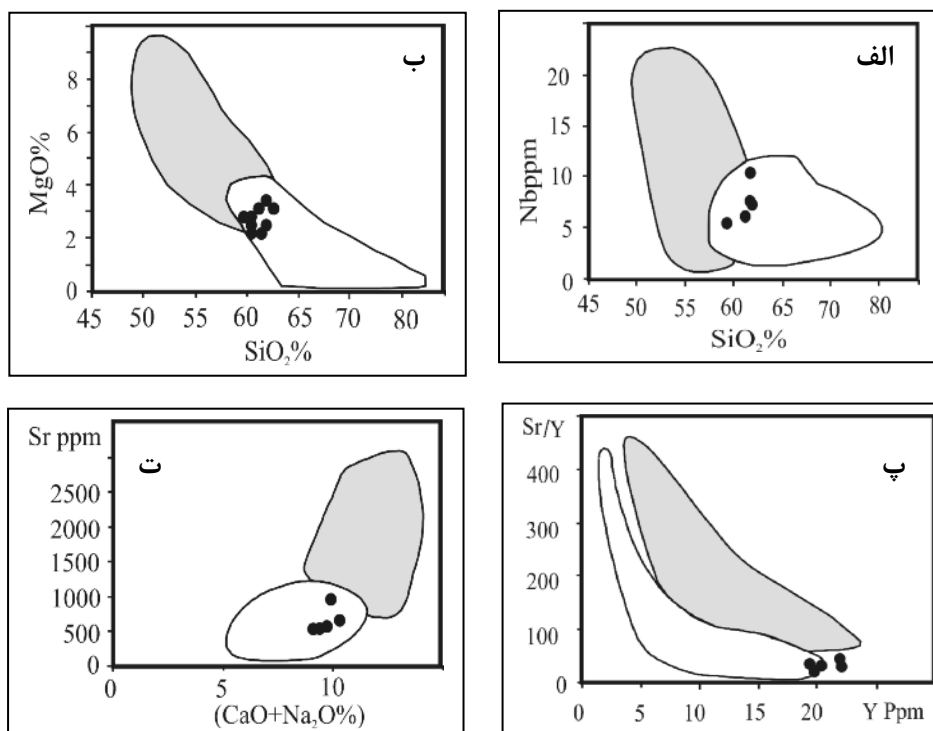 الف
Nbppm
20
15
10
5
0
45 50 55 60 65 70 80
SiO₂%
ب
MgO%
8
6
4
2
0
45 50 55 60 65 70 80
SiO₂%
پ
Sr/Y
400
300
200
100
0
0 5 10 15 20 Y Ppm
ت
Sr ppm
2500
2000
1500
1000
500
0
0 5 10
(CaO+Na₂O%)